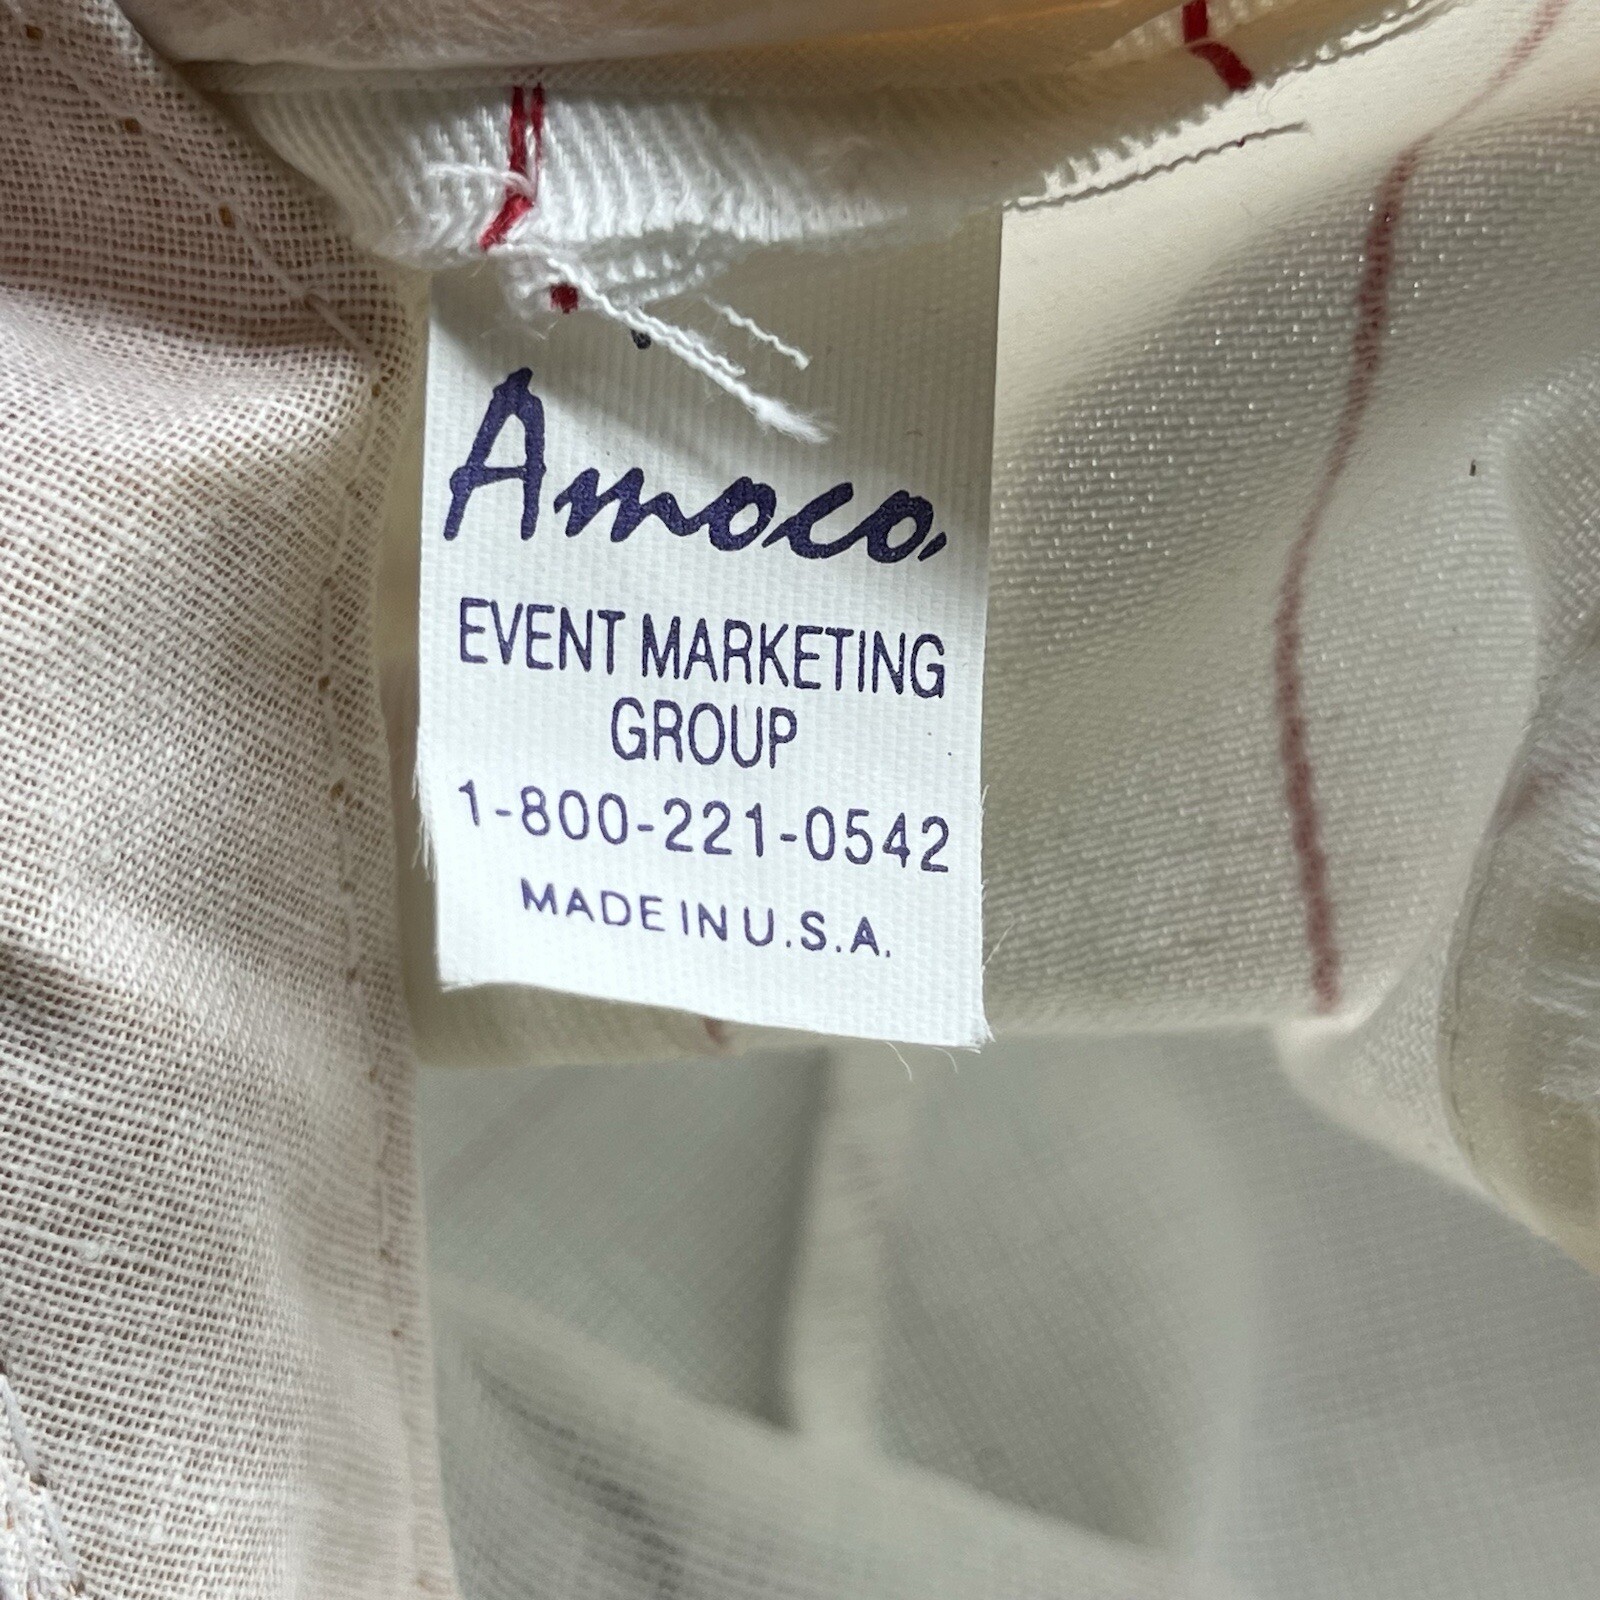 Amoco,
EVENT MARKETING
GROUP
1-800-221-0542
MADE IN U.S.A.